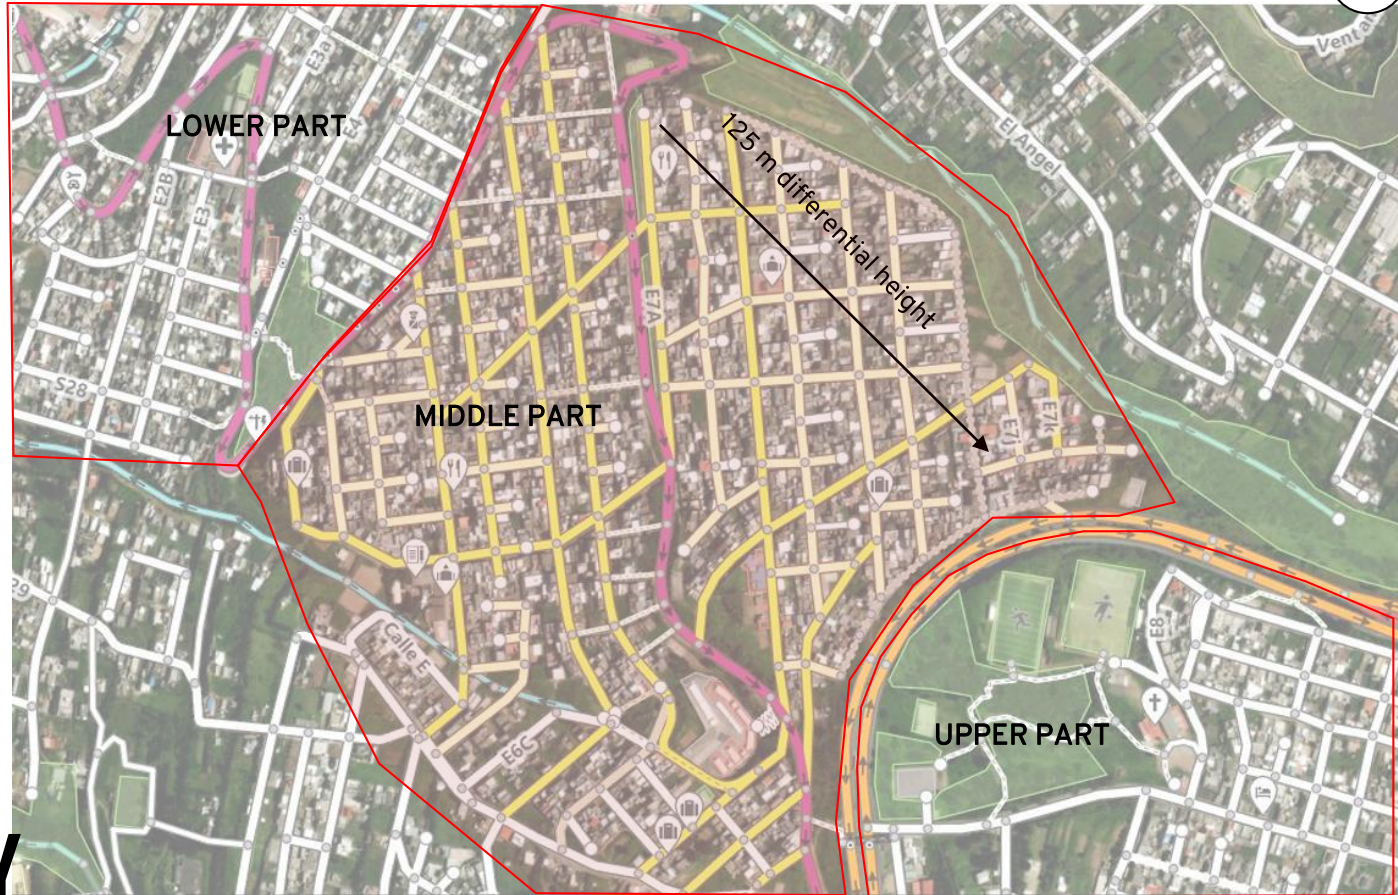 Ventan
E3a
LOWER PART
125 m differential height
El Angel
E2B
E3
E7A
S28
MIDDLE PART
E7k
E7j
Calle E
E8
UPPER PART
E6C